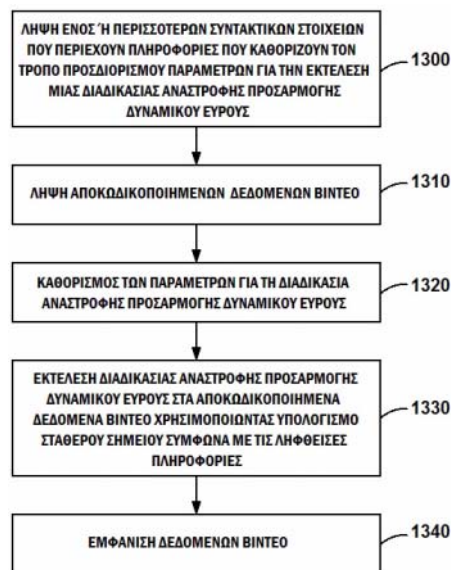 ΛΗΨΗ ΕΝΟΣ Ή ΠΕΡΙΣΣΟΤΕΡΩΝ ΣΥΝΤΑΚΤΙΚΩΝ ΣΤΟΙΧΕΙΩΝ
ΠΟΥ ΠΕΡΙΕΧΟΥΝ ΠΛΗΡΟΦΟΡΙΕΣ ΠΟΥ ΚΑΘΟΡΙΖΟΥΝ ΤΟΝ
ΤΡΟΠΟ ΠΡΟΣΔΙΟΡΙΣΜΟΥ ΠΑΡΑΜΕΤΡΩΝ ΓΙΑ ΤΗΝ ΕΚΤΕΛΕΣΗ
ΜΙΑΣ ΔΙΑΔΙΚΑΣΙΑΣ ΑΝΑΣΤΡΟΦΗΣ ΠΡΟΣΑΡΜΟΓΗΣ
ΔΥΝΑΜΙΚΟΥ ΕΥΡΟΥΣ
1300
ΛΗΨΗ ΑΠΟΚΩΔΙΚΟΠΟΙΗΜΕΝΩΝ ΔΕΔΟΜΕΝΩΝ ΒΙΝΤΕΟ
1310
ΚΑΘΟΡΙΣΜΟΣ ΤΩΝ ΠΑΡΑΜΕΤΡΩΝ ΓΙΑ ΤΗ ΔΙΑΔΙΚΑΣΙΑ
ΑΝΑΣΤΡΟΦΗΣ ΠΡΟΣΑΡΜΟΓΗΣ ΔΥΝΑΜΙΚΟΥ ΕΥΡΟΥΣ
1320
ΕΚΤΕΛΕΣΗ ΔΙΑΔΙΚΑΣΙΑΣ ΑΝΑΣΤΡΟΦΗΣ ΠΡΟΣΑΡΜΟΓΗΣ
ΔΥΝΑΜΙΚΟΥ ΕΥΡΟΥΣ ΣΤΑ ΑΠΟΚΩΔΙΚΟΠΟΙΗΜΕΝΑ
ΔΕΔΟΜΕΝΑ ΒΙΝΤΕΟ ΧΡΗΣΙΜΟΠΟΙΩΝΤΑΣ ΥΠΟΛΟΓΙΣΜΟ
ΣΤΑΘΕΡΟΥ ΣΗΜΕΙΟΥ ΣΥΜΦΩΝΑ ΜΕ ΤΙΣ ΛΗΦΘΕΙΣΕΣ
ΠΛΗΡΟΦΟΡΙΕΣ
1330
ΕΜΦΑΝΙΣΗ ΔΕΔΟΜΕΝΩΝ ΒΙΝΤΕΟ
1340